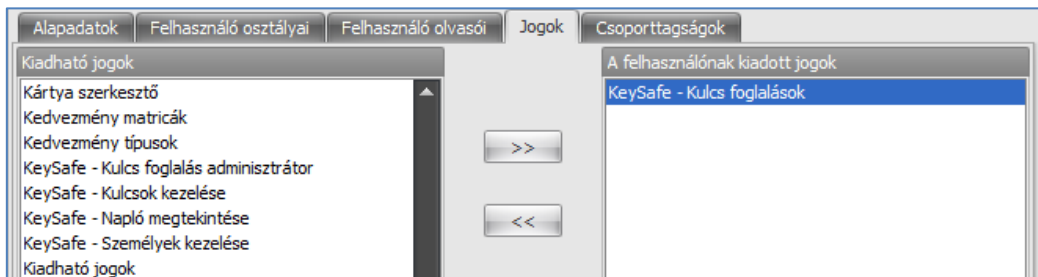 Alapadatok Felhasználó osztályai Felhasználó olvasói Jogok Csoporttagságok
Kiadható jogok
Kártya szerkesztő
Kedvezmény matricák
Kedvezmény típusok
KeySafe - Kulcs foglalás adminisztrátor
KeySafe - Kulcsok kezelése
KeySafe - Napló megtekintése
KeySafe - Személyek kezelése
Kiadható jogok
>>
<<
A felhasználónak kiadott jogok
KeySafe - Kulcs foglalások